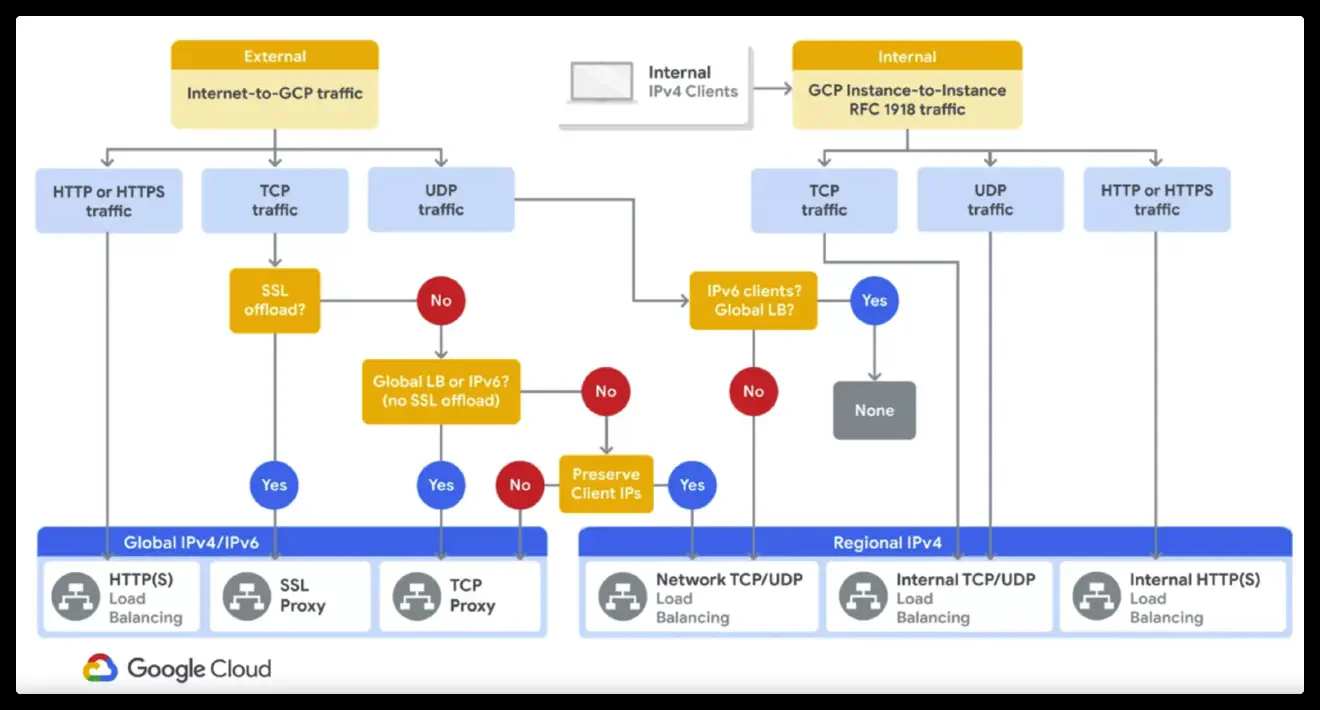 External
Internet-to-GCP traffic
Internal
IPv4 Clients
Internal
GCP Instance-to-Instance
RFC 1918 traffic
HTTP or HTTPS
traffic
TCP
traffic
UDP
traffic
TCP
traffic
UDP
traffic
HTTP or HTTPS
traffic
SSL
offload?
No
IPv6 clients?
Global LB?
Yes
Global LB or IPv6?
(no SSL offload)
No
No
None
Yes
Yes
No
Preserve
Client IPs
Yes
Global IPv4/IPv6
HTTP(S)
Load
Balancing
SSL
Proxy
TCP
Proxy
Regional IPv4
Network TCP/UDP
Load
Balancing
Internal TCP/UDP
Load
Balancing
Internal HTTP(S)
Load
Balancing
Google Cloud